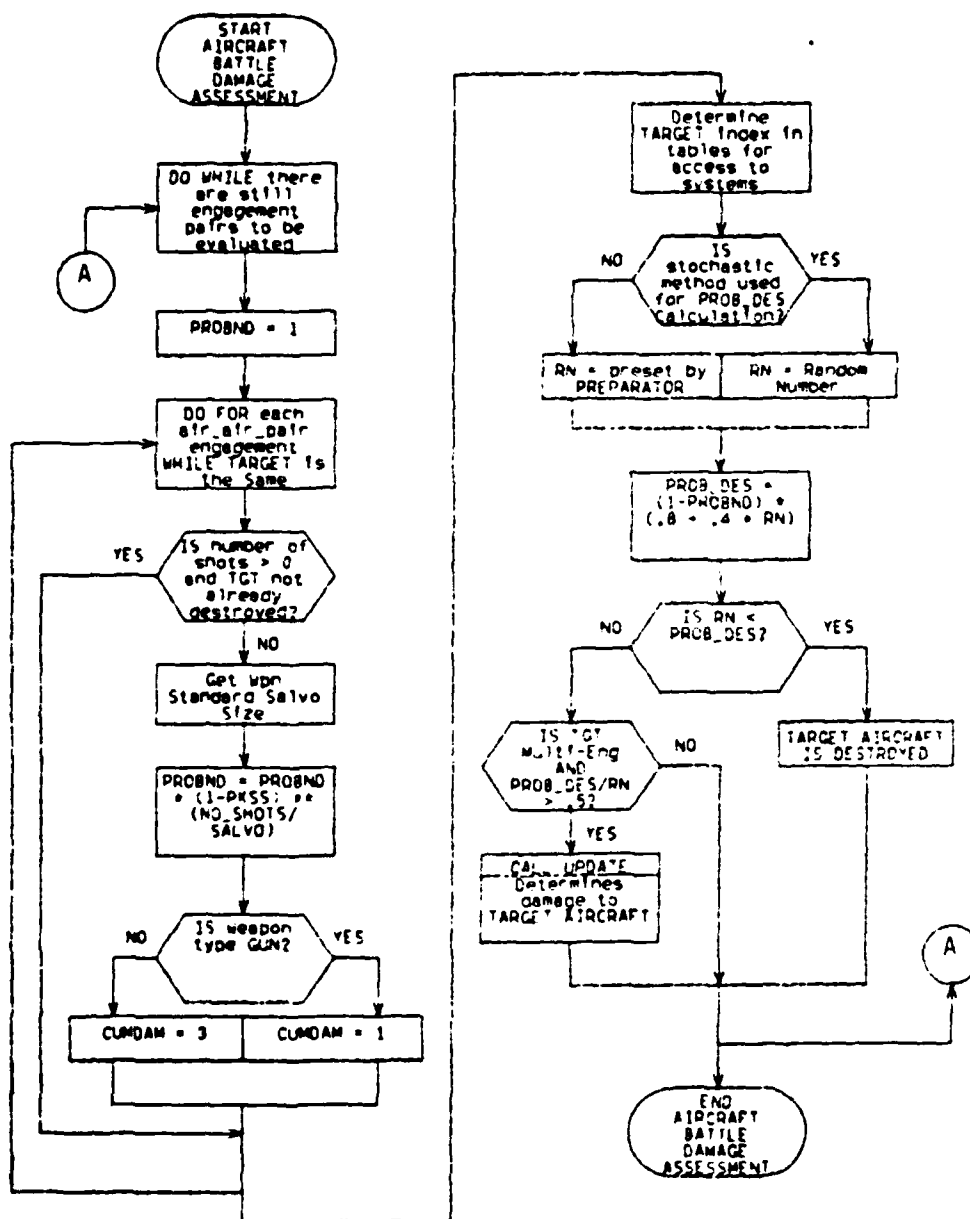 START
AIRCRAFT
BATTLE
DAMAGE
ASSESSMENT
DO WHILE there
are still
engagement
pairs to be
evaluated
A
PROBND = 1
DO FOR each
air_air_pair
engagement
WHILE TARGET is
the Same
YES
IS number of
shots > 0
and TGT not
already
destroyed?
NO
Get Wpn
Standard Salvo
Size
PROBND = PROBND
* (1-PKSS) **
(NO_SHOTS/
SALVO)
NO
IS weapon
type GUN?
YES
CUMDAM = 3
CUMDAM = 1
Determine
TARGET index in
tables for
access to
systems
NO
IS
stochastic
method used
for PROB_DES
Calculation?
YES
RN = preset by
PREPARATOR
RN = Random
Number
PROB_DES =
(1-PROBND) *
(.8 + .4 * RN)
NO
IS RN <
PROB_DES?
YES
IS TGT
Multi-Eng
AND
PROB_DES/RN
> .5?
NO
TARGET AIRCRAFT
IS DESTROYED
YES
CALL UPDATE
Determines
damage to
TARGET AIRCRAFT
A
END
AIRCRAFT
BATTLE
DAMAGE
ASSESSMENT